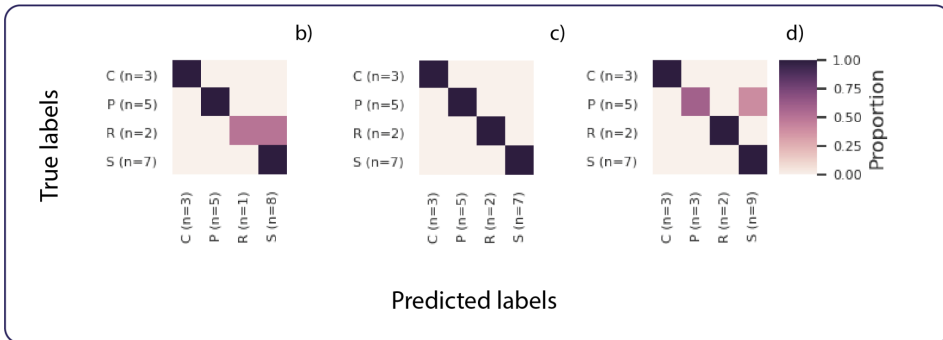 b)
c)
d)
True labels
C (n=3)
P (n=5)
R (n=2)
S (n=7)
C (n=3)
P (n=5)
R (n=1)
S (n=8)
C (n=3)
P (n=5)
R (n=2)
S (n=7)
C (n=3)
P (n=5)
R (n=2)
S (n=7)
C (n=3)
P (n=5)
R (n=2)
S (n=7)
C (n=3)
P (n=3)
R (n=2)
S (n=9)
1.00
0.75
0.50
0.25
0.00
Proportion
Predicted labels